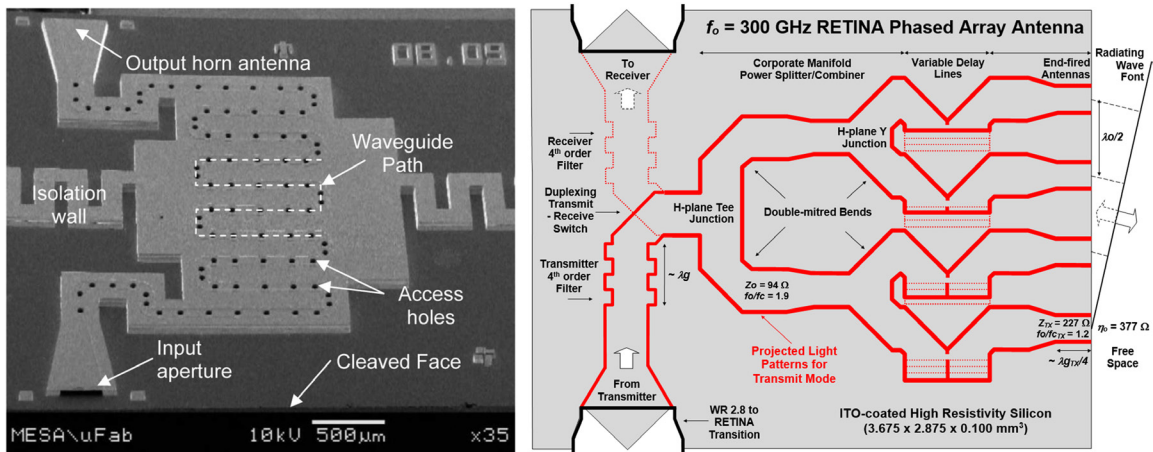 08.09
Output horn antenna
Waveguide
Path
Isolation
wall
Access
holes
Input
aperture
Cleaved Face
MESA\uFab 10kV 500µm x35
fo = 300 GHz RETINA Phased Array Antenna
To
Receiver
Corporate Manifold
Power Splitter/Combiner
Variable Delay
Lines
End-fired
Antennas
Radiating
Wave
Font
λo/2
H-plane Y
Junction
Receiver
4th order
Filter
Duplexing
Transmit
- Receive
Switch
H-plane Tee
Junction
Double-mitred Bends
Transmitter
4th order
Filter
~ λg
Zo = 94 Ω
fo/fc = 1.9
ZTX = 227 Ω
fo/fcTX = 1.2
ηo = 377 Ω
Projected Light
Patterns for
Transmit Mode
~ λgTX/4
Free
Space
From
Transmitter
WR 2.8 to
RETINA
Transition
ITO-coated High Resistivity Silicon
(3.675 x 2.875 x 0.100 mm3)